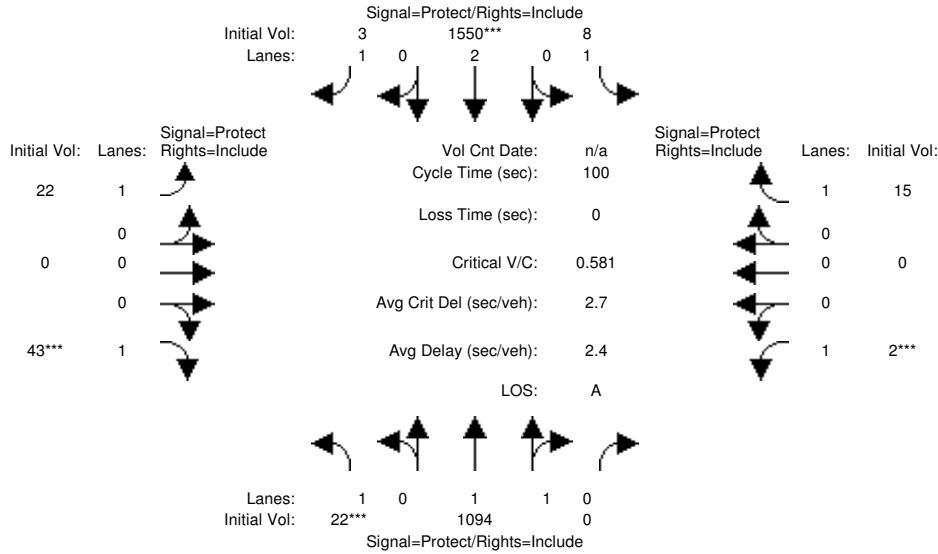 Signal=Protect/Rights=Include
Initial Vol: 3 1550*** 8
Lanes: 1 0 2 0 1
Signal=Protect
Initial Vol: Lanes: Rights=Include
Vol Cnt Date: n/a
Signal=Protect
Rights=Include Lanes: Initial Vol:
Cycle Time (sec): 100
22 1
1 15
Loss Time (sec): 0
0
0
0 0
Critical V/C: 0.581
0 0
0
Avg Crit Del (sec/veh): 2.7
0
43*** 1
Avg Delay (sec/veh): 2.4
1 2***
LOS: A
Lanes: 1 0 1 1 0
Initial Vol: 22*** 1094 0
Signal=Protect/Rights=Include